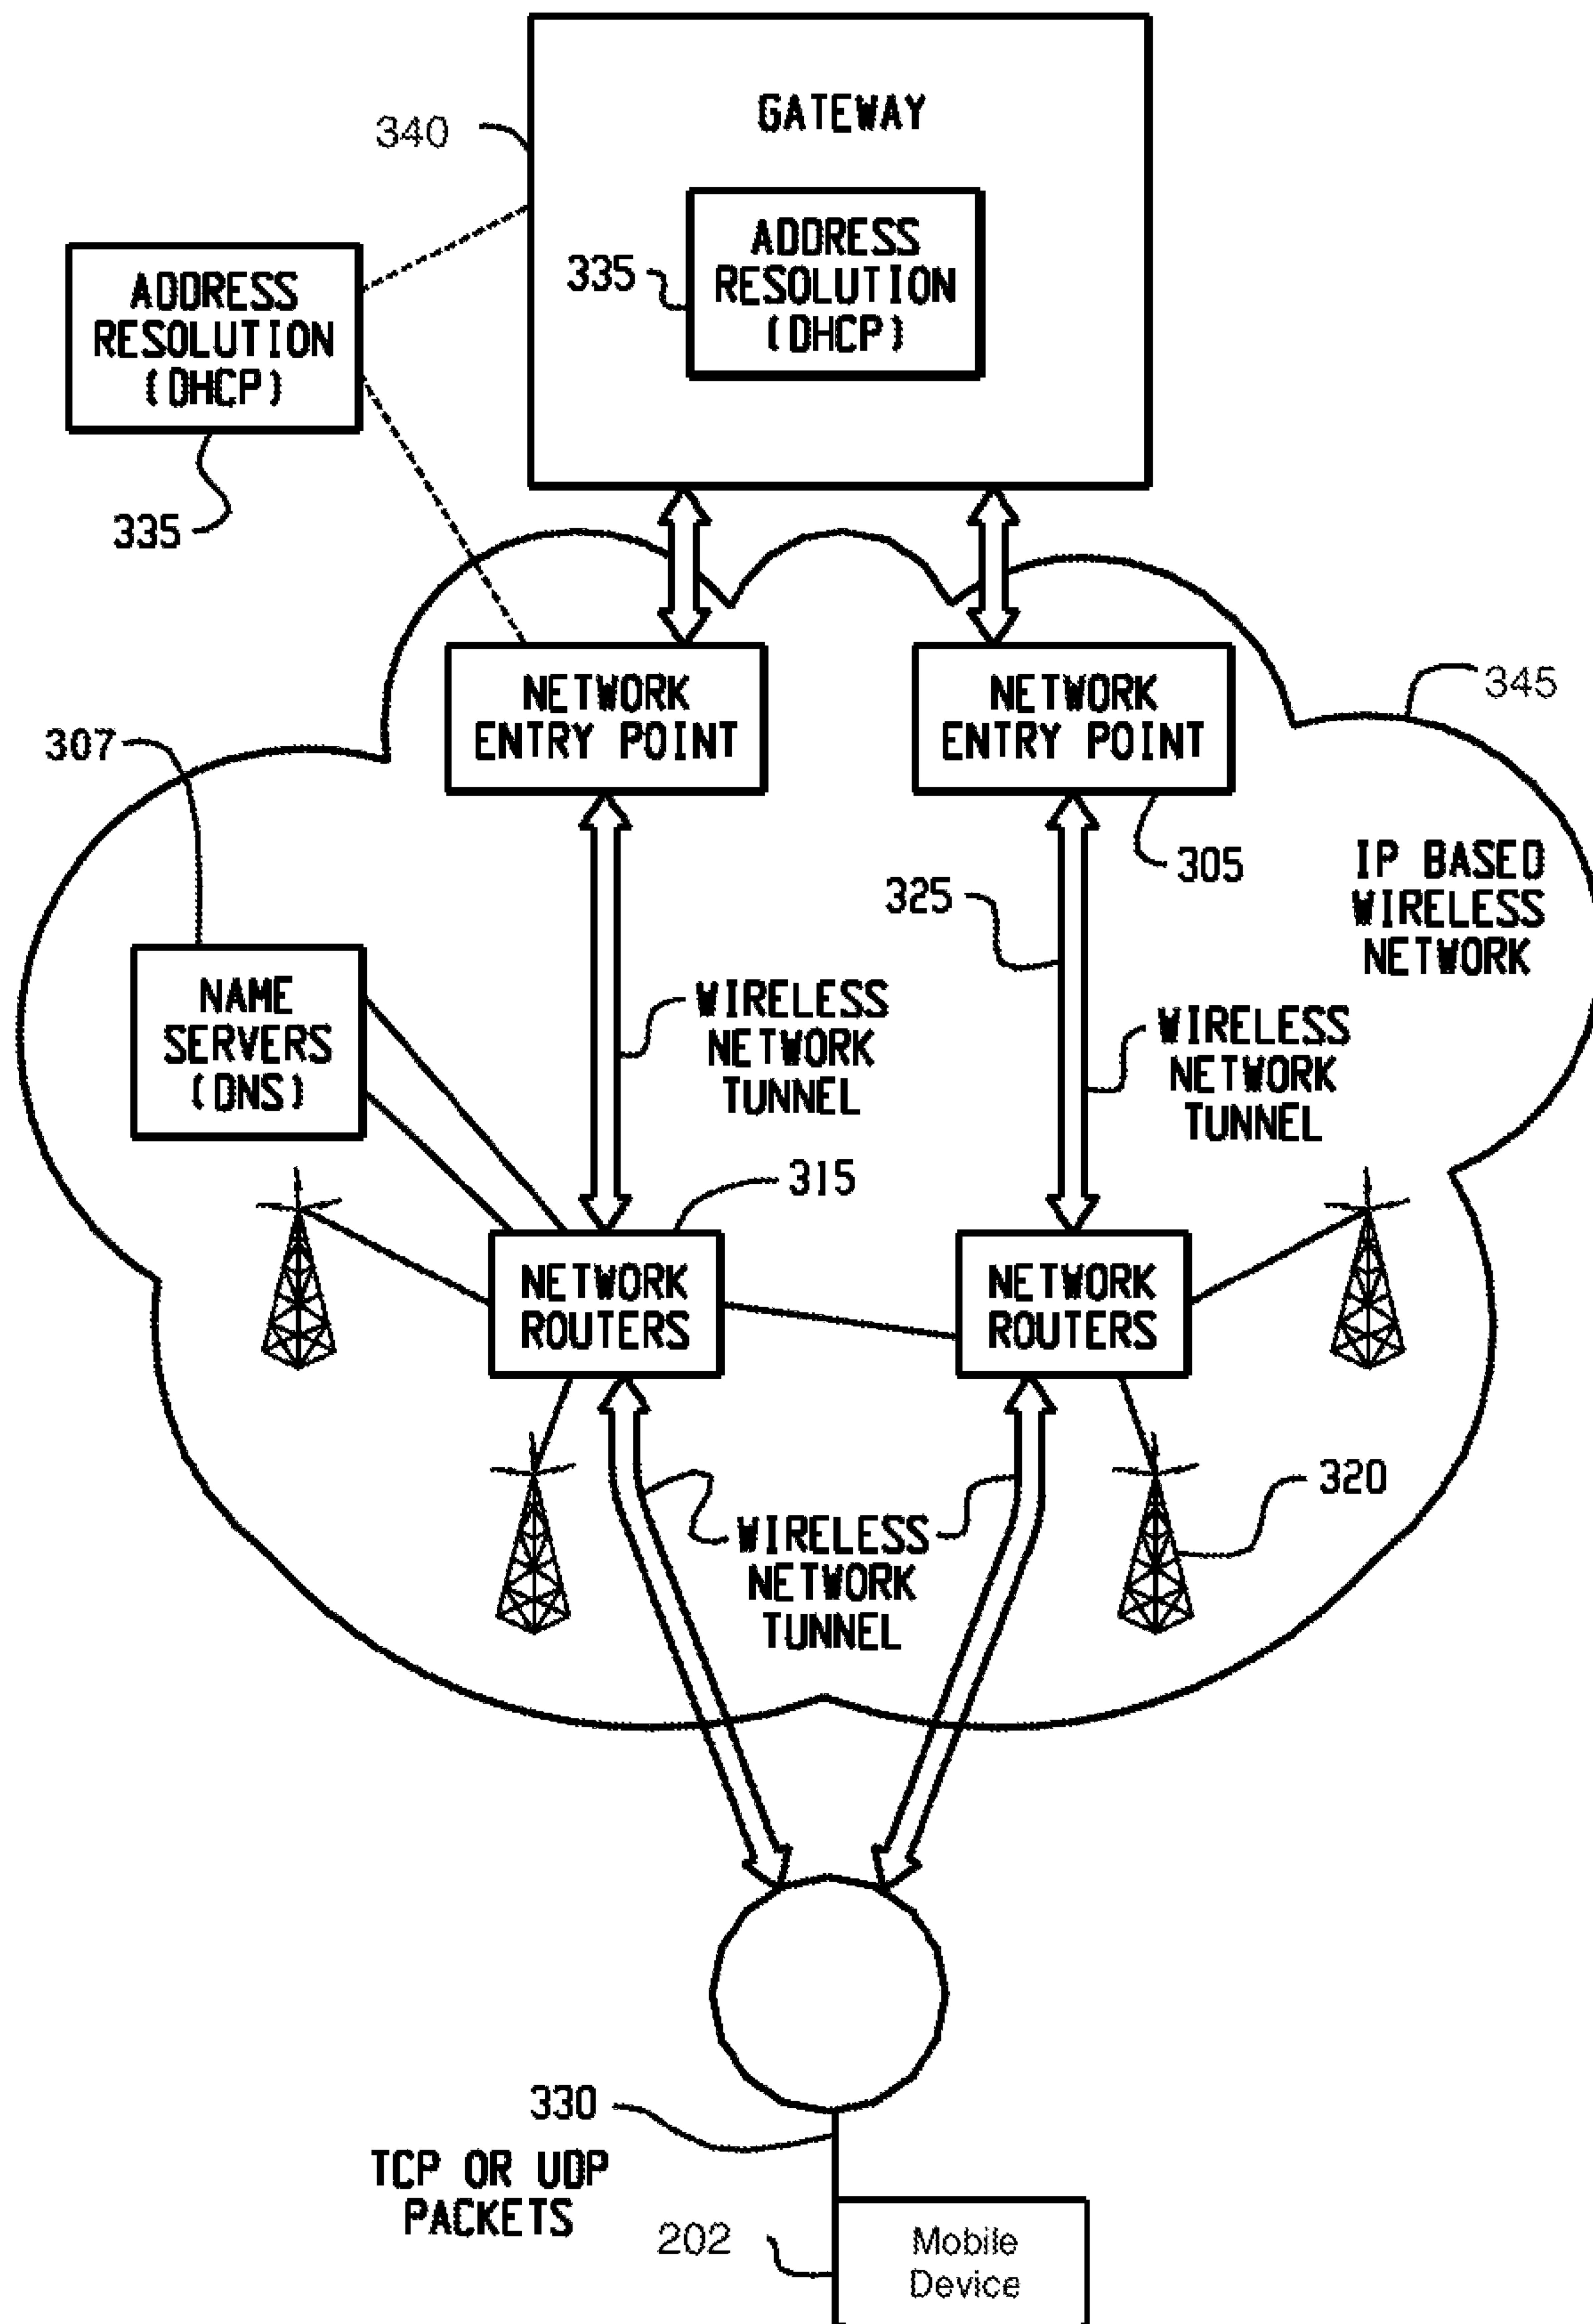 GATEWAY
340
ADDRESS
RESOLUTION
(DHCP)
335
ADDRESS
RESOLUTION
(DHCP)
335
NETWORK
ENTRY POINT
NETWORK
ENTRY POINT
345
307
305
325
IP BASED
WIRELESS
NETWORK
NAME
SERVERS
(DNS)
WIRELESS
NETWORK
TUNNEL
WIRELESS
NETWORK
TUNNEL
315
NETWORK
ROUTERS
NETWORK
ROUTERS
320
WIRELESS
NETWORK
TUNNEL
330
TCP OR UDP
PACKETS
202
Mobile
Device